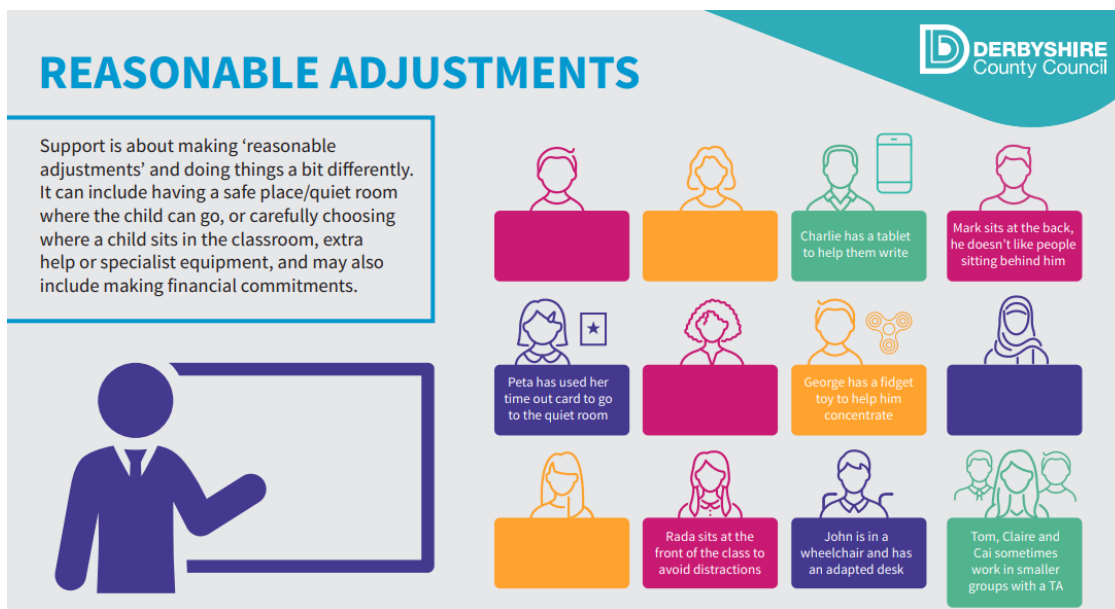 REASONABLE ADJUSTMENTS
DERBYSHIRE
County Council
Support is about making ‘reasonable
adjustments’ and doing things a bit differently.
It can include having a safe place/quiet room
where the child can go, or carefully choosing
where a child sits in the classroom, extra
help or specialist equipment, and may also
include making financial commitments.
Charlie has a tablet
to help them write
Mark sits at the back,
he doesn’t like people
sitting behind him
Peta has used her
time out card to go
to the quiet room
George has a fidget
toy to help him
concentrate
Rada sits at the
front of the class to
avoid distractions
John is in a
wheelchair and has
an adapted desk
Tom, Claire and
Cai sometimes
work in smaller
groups with a TA